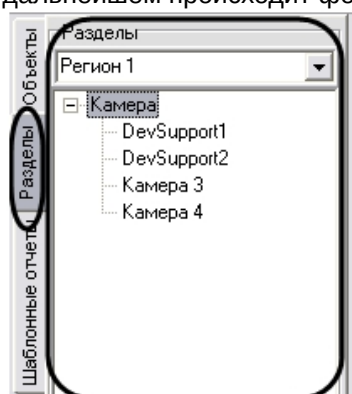 дальнейшем происходит фо
Объекты
Разделы
Шаблонные отчеты
Разделы
Регион 1
Камера
DevSupport1
DevSupport2
Камера 3
Камера 4